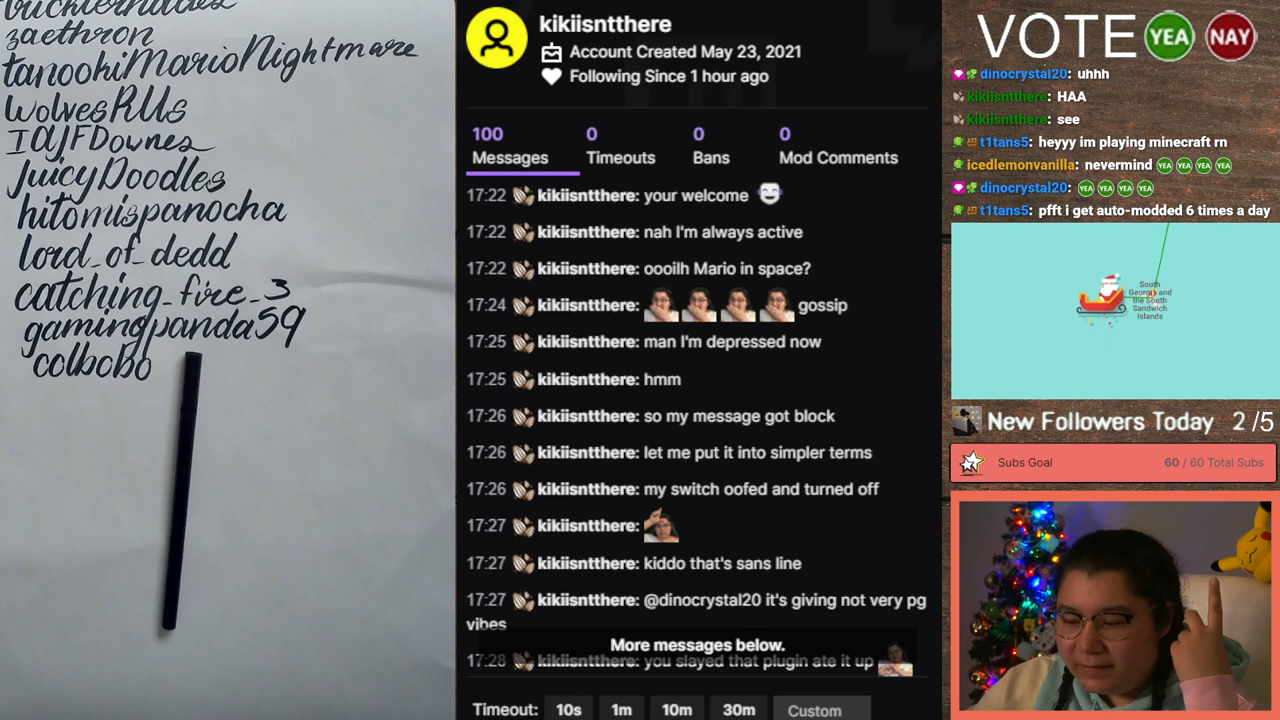 zaethron
tanookiMarioNightmare
WolvesRUs
IAJFDownes
JuicyDoodles
hitomispanocha
lord_of_dedd
catching_fire_3
gamingpanda59
colbobo
kikiisntthere
Account Created May 23, 2021
Following Since 1 hour ago
100 0 0 0
Messages Timeouts Bans Mod Comments
17:22 kikiisntthere: your welcome
17:22 kikiisntthere: nah I'm always active
17:22 kikiisntthere: oooilh Mario in space?
17:24 kikiisntthere: gossip
17:25 kikiisntthere: man I'm depressed now
17:25 kikiisntthere: hmm
17:26 kikiisntthere: so my message got block
17:26 kikiisntthere: let me put it into simpler terms
17:26 kikiisntthere: my switch oofed and turned off
17:27 kikiisntthere:
17:27 kikiisntthere: kiddo that's sans line
17:27 kikiisntthere: @dinocrystal20 it's giving not very pg
vibes
More messages below.
17:28 kikiisntthere: you slayed that plugin ate it up
Timeout: 10s 1m 10m 30m Custom
VOTE YEA NAY
dinocrystal20: uhhh
kikiisntthere: HAA
kikiisntthere: see
t1tans5: heyyy im playing minecraft rn
icedlemonvanilla: nevermind YEA YEA YEA YEA
dinocrystal20: YEA YEA YEA YEA
t1tans5: pfft i get auto-modded 6 times a day
South
Georgia and
the South
Sandwich
Islands
New Followers Today 2 /5
Subs Goal 60 / 60 Total Subs